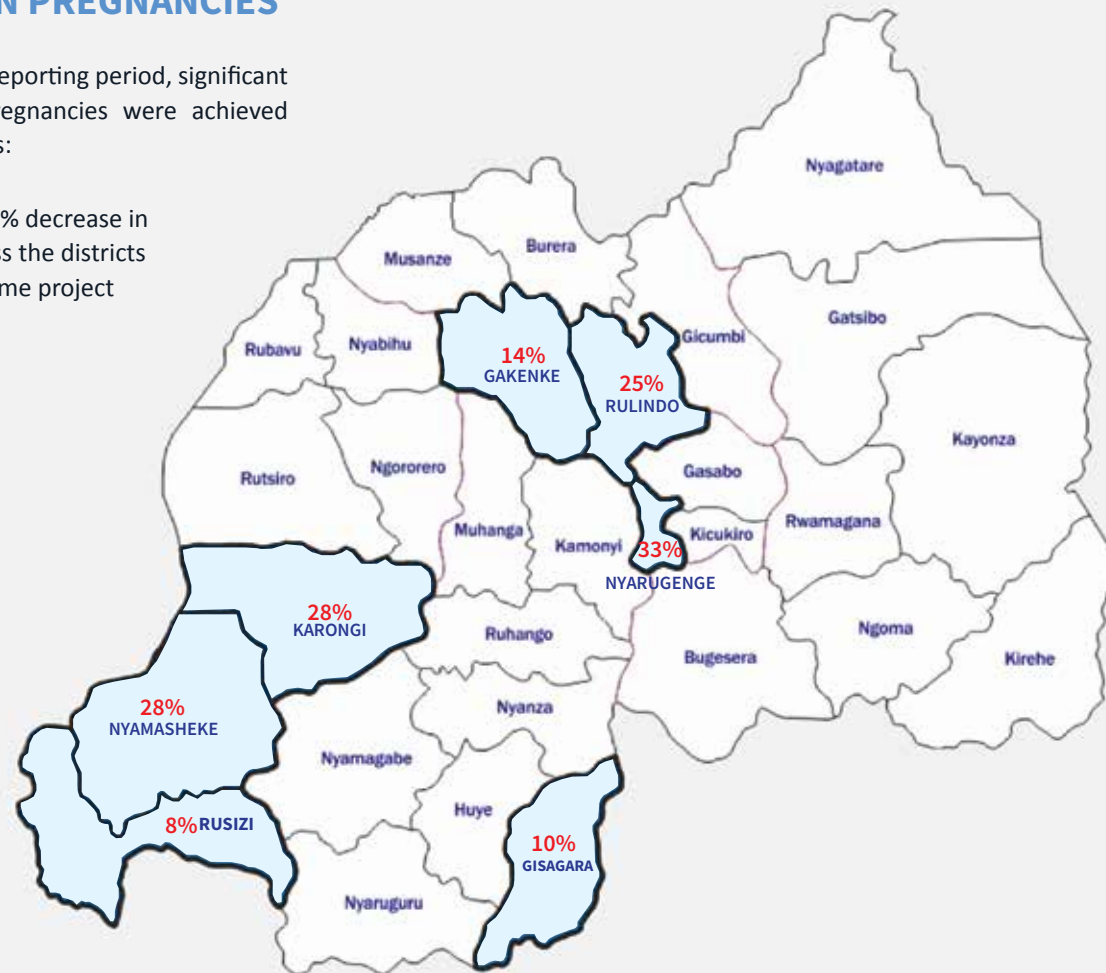 N PREGNANCIES
eporting period, significant
regnancies were achieved
s:
% decrease in
ss the districts
me project
Nyagatare
Burera
Musanze
Gatsibo
Gicumbi
Nyabihu
Rubavu
14%
GAKENKE
25%
RULINDO
Kayonza
Ngororero
Gasabo
Rutsiro
Rwamagana
Muhanga
Kicukiro
Kamonyi
33%
NYARUGENGE
28%
KARONGI
Ruhango
Ngoma
Bugesera
Kirehe
28%
NYAMASHEKE
Nyanza
Nyamagabe
Huye
8% RUSIZI
10%
GISAGARA
Nyaruguru